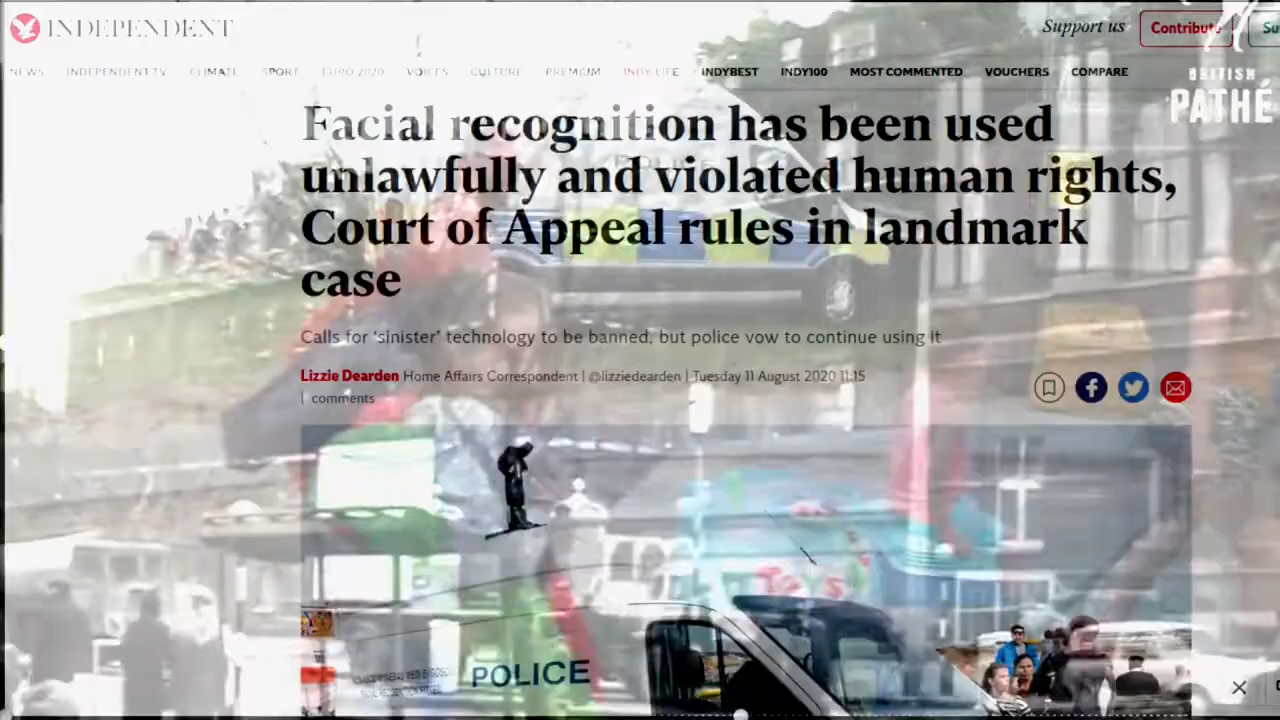 INDEPENDENT
Support us
Contribute
Su
BRITISH
PATHÉ
NEWS INDEPENDENT TV CLIMATE SPORT EURO 2020 VOICES CULTURE PREMIUM INDY/LIFE INDYBEST INDY100 MOST COMMENTED VOUCHERS COMPARE
Facial recognition has been used
unlawfully and violated human rights,
Court of Appeal rules in landmark
case
Calls for ‘sinister’ technology to be banned, but police vow to continue using it
Lizzie Dearden Home Affairs Correspondent | @lizziedearden | Tuesday 11 August 2020 11:15
| comments
POLICE
Toys
POLICE